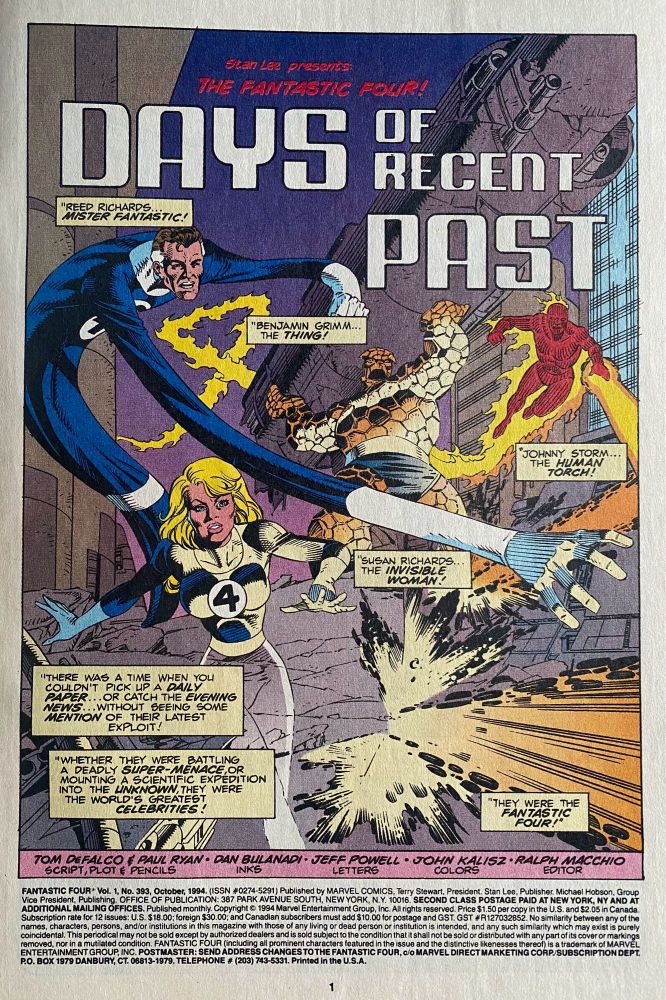 Stan Lee presents:
THE FANTASTIC FOUR!
DAYS OF
RECENT
PAST
"REED RICHARDS...
MISTER FANTASTIC!
"BENJAMIN GRIMM...
THE THING!
"JOHNNY STORM...
THE HUMAN
TORCH!
"SUSAN RICHARDS...
THE INVISIBLE
WOMAN!
4
"THERE WAS A TIME WHEN YOU
COULDN'T PICK UP A DAILY
PAPER...OR CATCH THE EVENING
NEWS...WITHOUT SEEING SOME
MENTION OF THEIR LATEST
EXPLOIT!
"WHETHER THEY WERE BATTLING
A DEADLY SUPER-MENACE, OR
MOUNTING A SCIENTIFIC EXPEDITION
INTO THE UNKNOWN, THEY WERE
THE WORLD'S GREATEST
CELEBRITIES!
"THEY WERE THE
FANTASTIC
FOUR!"
TOM DeFALCO & PAUL RYAN • DAN BULANADI • JEFF POWELL • JOHN KALISZ • RALPH MACCHIO
SCRIPT, PLOT & PENCILS INKS LETTERS COLORS EDITOR
FANTASTIC FOUR® Vol. 1, No. 393, October, 1994. (ISSN #0274-5291) Published by MARVEL COMICS, Terry Stewart, President. Stan Lee, Publisher. Michael Hobson, Group
Vice President, Publishing. OFFICE OF PUBLICATION: 387 PARK AVENUE SOUTH, NEW YORK, N.Y. 10016. SECOND CLASS POSTAGE PAID AT NEW YORK, NY AND AT
ADDITIONAL MAILING OFFICES. Published monthly. Copyright © 1994 Marvel Entertainment Group, Inc. All rights reserved. Price $1.50 per copy in the U.S. and $2.05 in Canada.
Subscription rate for 12 issues: U.S. $18.00; foreign $30.00; and Canadian subscribers must add $10.00 for postage and GST. GST #R127032852. No similarity between any of the
names, characters, persons, and/or institutions in this magazine with those of any living or dead person or institution is intended, and any such similarity which may exist is purely
coincidental. This periodical may not be sold except by authorized dealers and is sold subject to the condition that it shall not be sold or distributed with any part of its cover or markings
removed, nor in a mutilated condition. FANTASTIC FOUR (including all prominent characters featured in the issue and the distinctive likenesses thereof) is a trademark of MARVEL
ENTERTAINMENT GROUP, INC. POSTMASTER: SEND ADDRESS CHANGES TO THE FANTASTIC FOUR, c/o MARVEL DIRECT MARKETING CORP./SUBSCRIPTION DEPT.
P.O. BOX 1979 DANBURY, CT. 06813-1979. TELEPHONE # (203) 743-5331. Printed in the U.S.A.
1